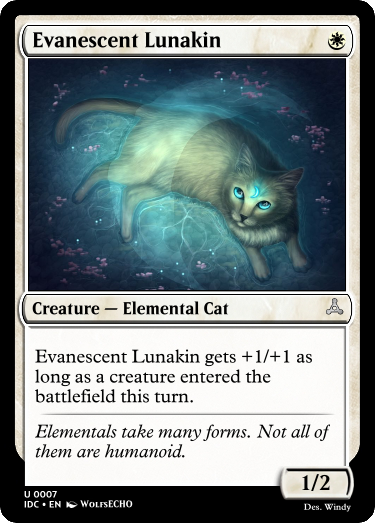 Evanescent Lunakin
Creature — Elemental Cat
Evanescent Lunakin gets +1/+1 as
long as a creature entered the
battlefield this turn.
Elementals take many forms. Not all of
them are humanoid.
1/2
U 0007
IDC • EN WolfsECHO
Des. Windy